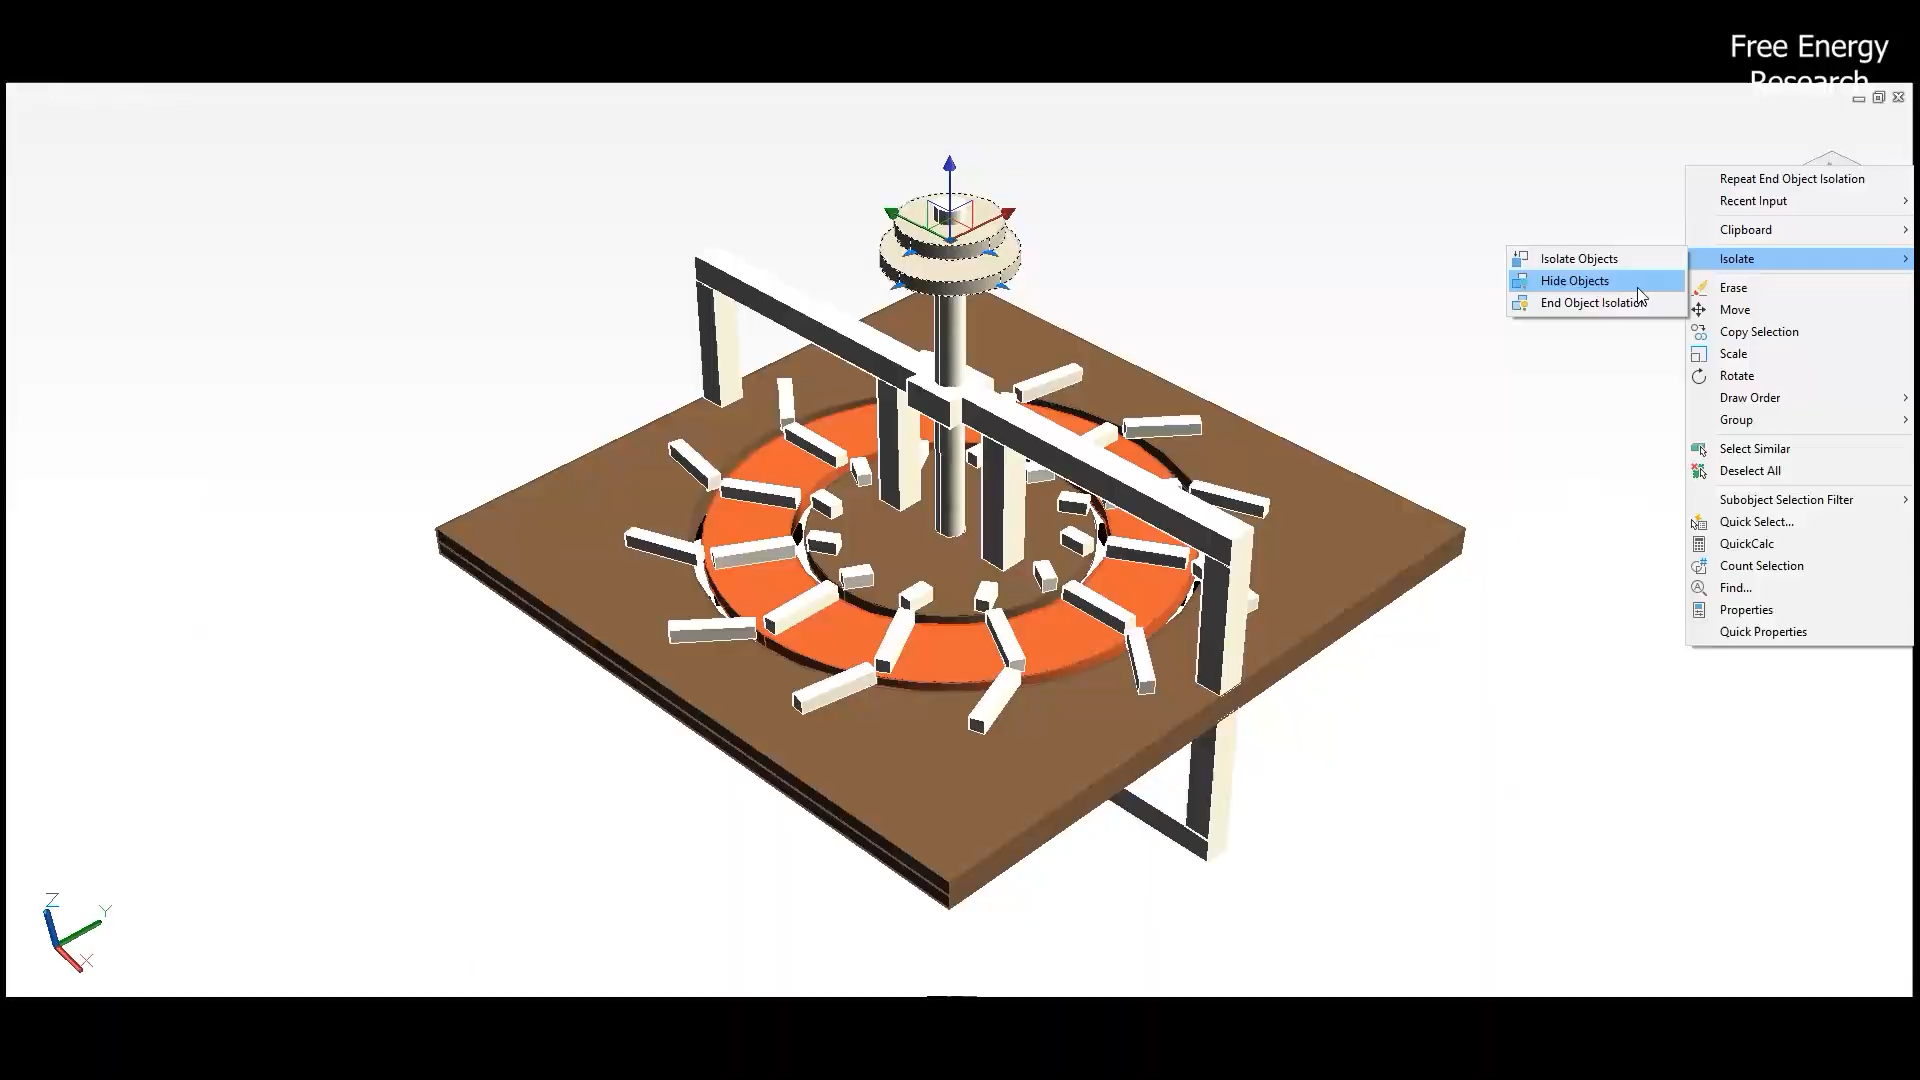 Free Energy
Research
Repeat End Object Isolation
Recent Input
Clipboard
Isolate
Isolate Objects
Hide Objects
End Object Isolation
Erase
Move
Copy Selection
Scale
Rotate
Draw Order
Group
Select Similar
Deselect All
Subobject Selection Filter
Quick Select...
QuickCalc
Count Selection
Find...
Properties
Quick Properties
Z
Y
X